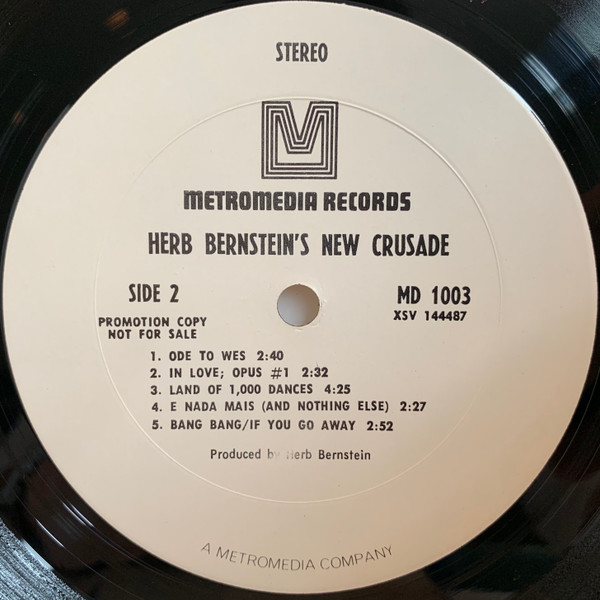 STEREO
M
METROMEDIA RECORDS
HERB BERNSTEIN'S NEW CRUSADE
SIDE 2
MD 1003
XSV 144487
PROMOTION COPY
NOT FOR SALE
1. ODE TO WES 2:40
2. IN LOVE; OPUS #1 2:32
3. LAND OF 1,000 DANCES 4:25
4. E NADA MAIS (AND NOTHING ELSE) 2:27
5. BANG BANG/IF YOU GO AWAY 2:52
Produced by Herb Bernstein
A METROMEDIA COMPANY